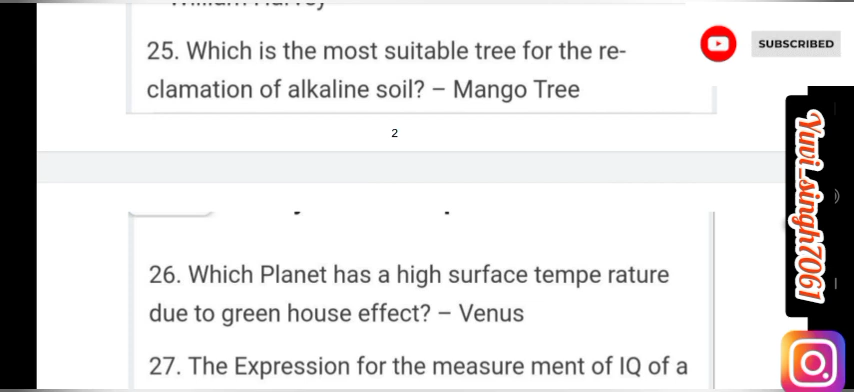 25. Which is the most suitable tree for the re-
clamation of alkaline soil? – Mango Tree
SUBSCRIBED
2
Yuvi_singh7061
26. Which Planet has a high surface tempe rature
due to green house effect? – Venus
27. The Expression for the measure ment of IQ of a